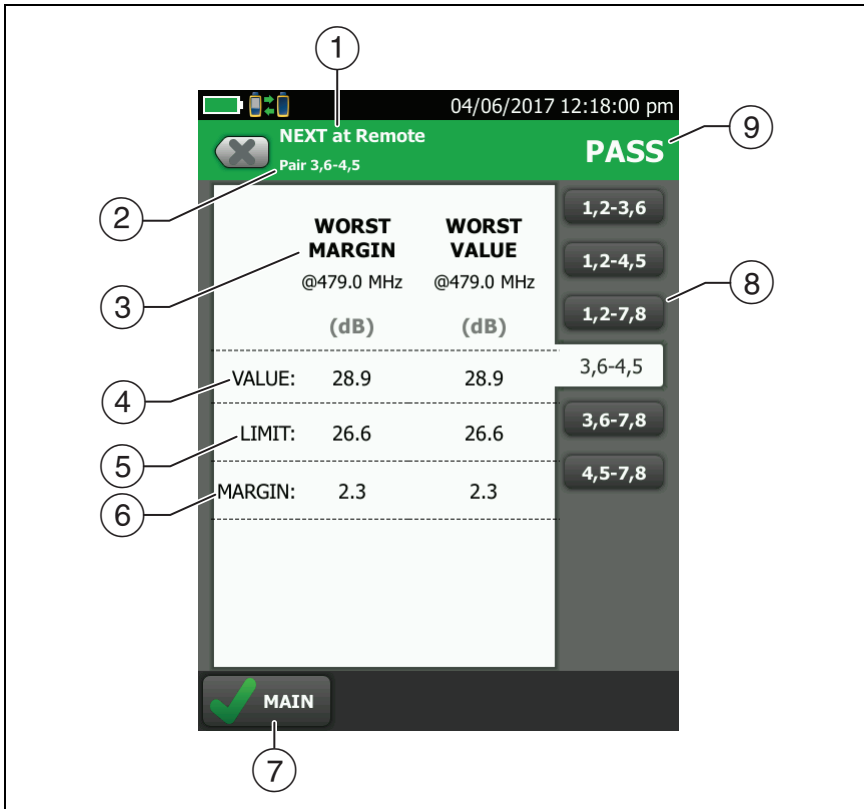 1
04/06/2017 12:18:00 pm
NEXT at Remote
Pair 3,6-4,5
PASS
9
2
WORST MARGIN
WORST VALUE
@479.0 MHz
@479.0 MHz
(dB)
(dB)
3
1,2-3,6
1,2-4,5
1,2-7,8
8
3,6-4,5
3,6-7,8
4,5-7,8
4
VALUE: 28.9 28.9
5
LIMIT: 26.6 26.6
6
MARGIN: 2.3 2.3
MAIN
7